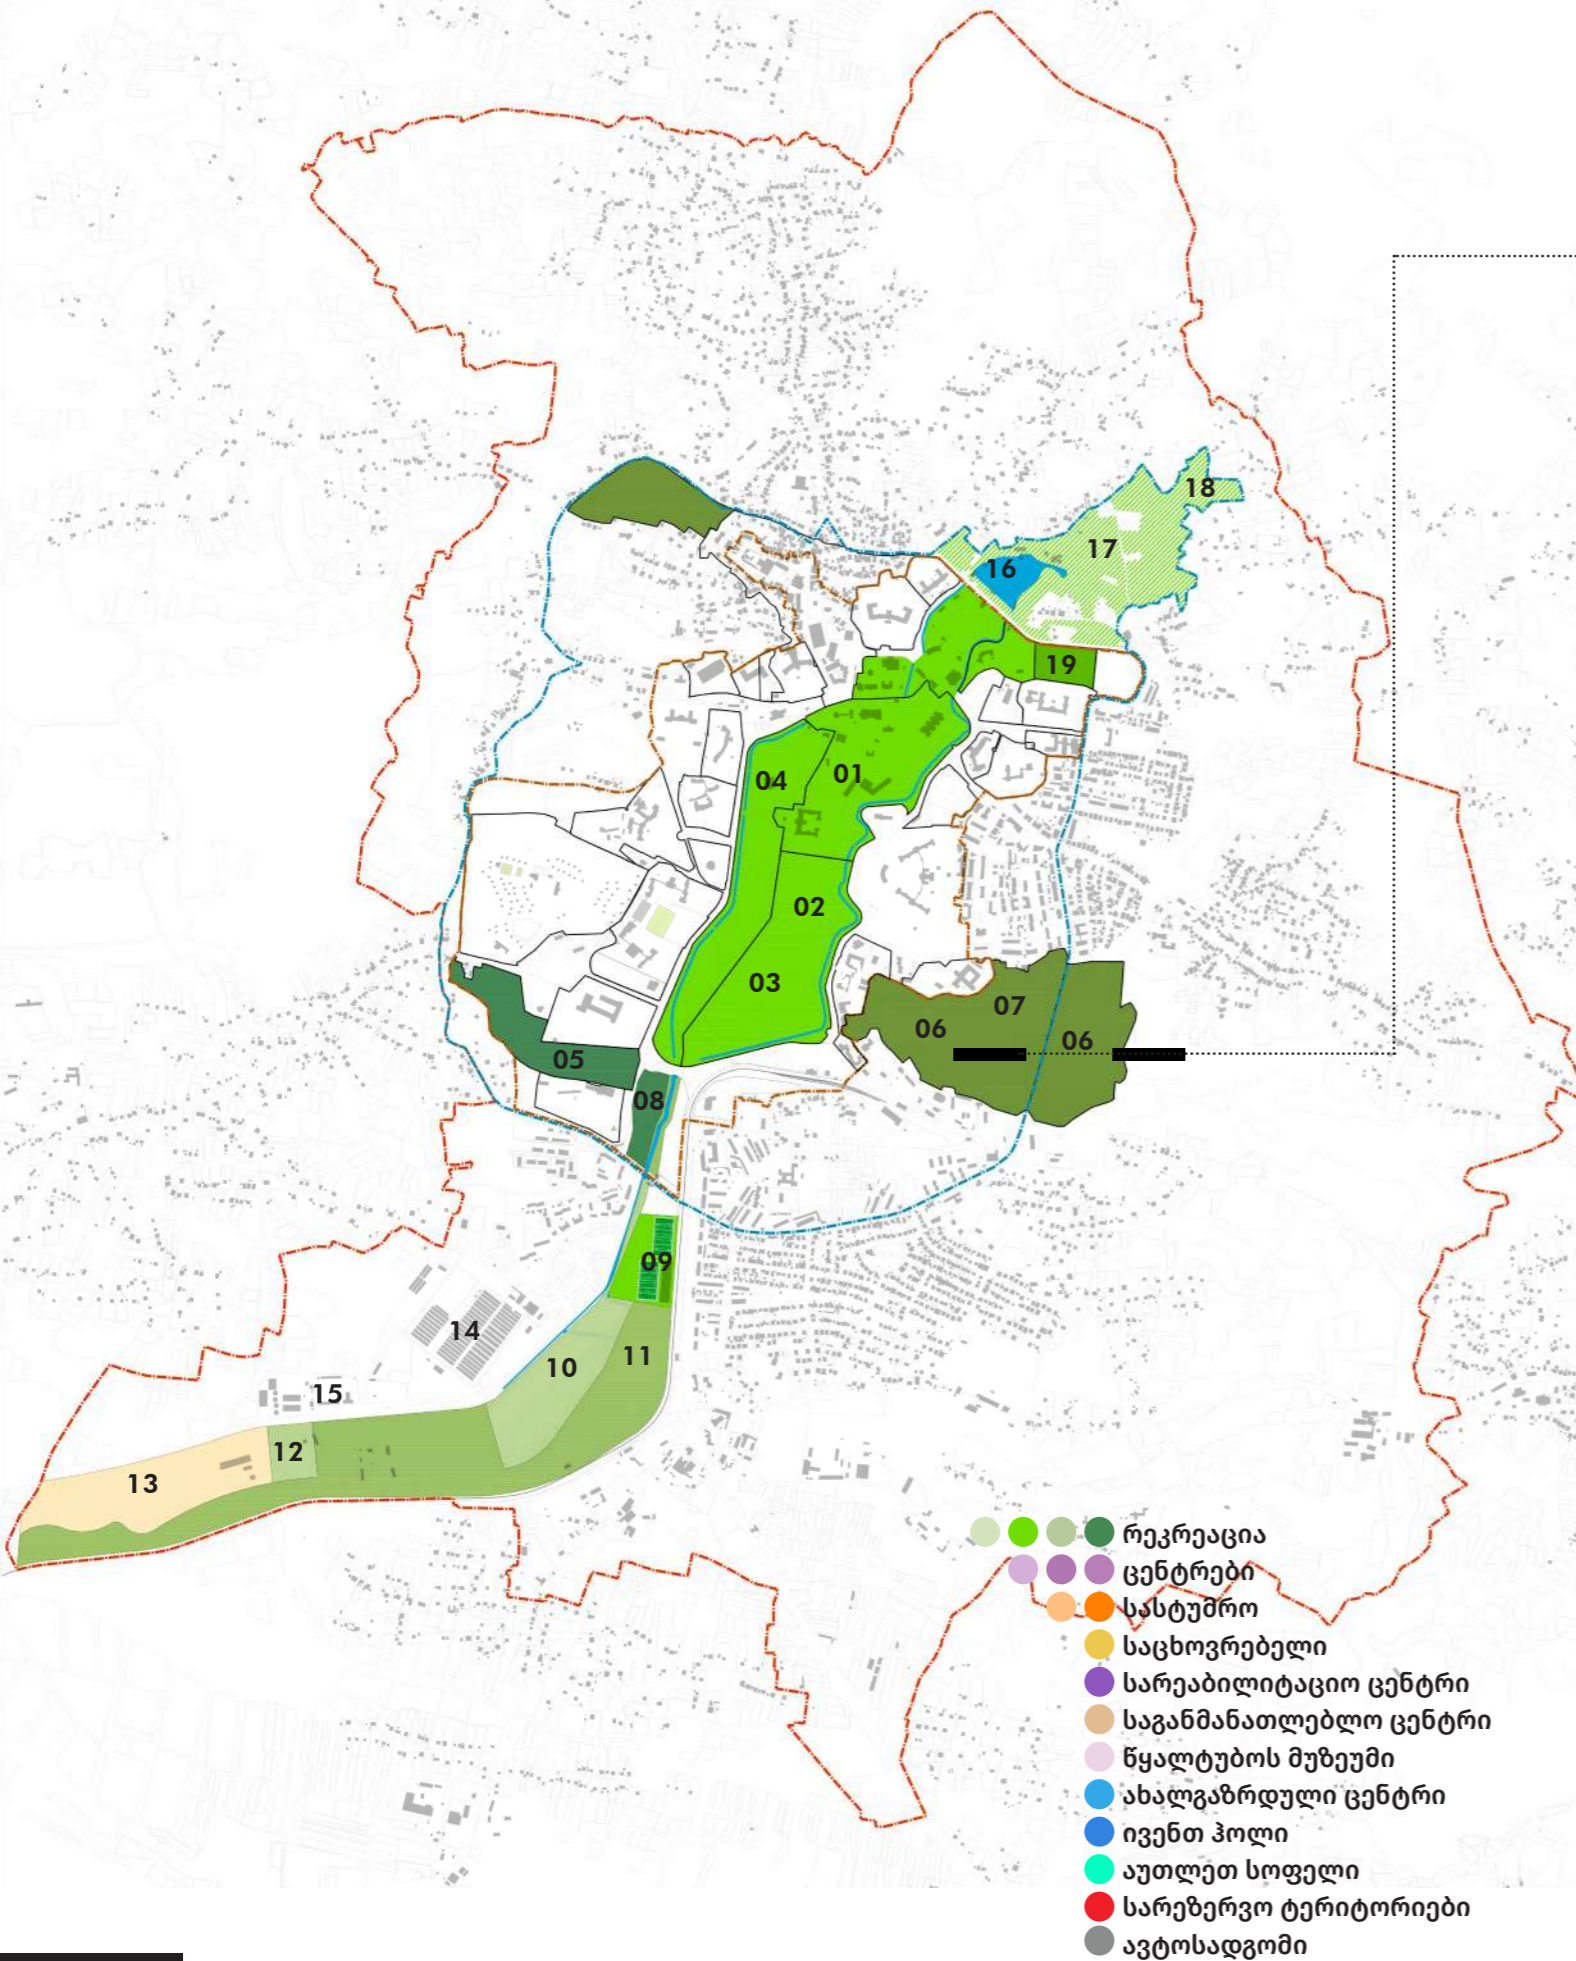 18
17
16
19
04
01
02
03
07
06
06
05
08
09
14
10
11
15
12
13
რეკრეაცია
ცენტრები
სასტუმრო
საცხოვრებელი
სარეაბილიტაციო ცენტრი
საგანმანათლებლო ცენტრი
წყალტუბოს მუზეუმი
ახალგაზრდული ცენტრი
ივენთ ჰოლი
აუთლეთ სოფელი
სარეზერვო ტერიტორიები
ავტოსადგომი